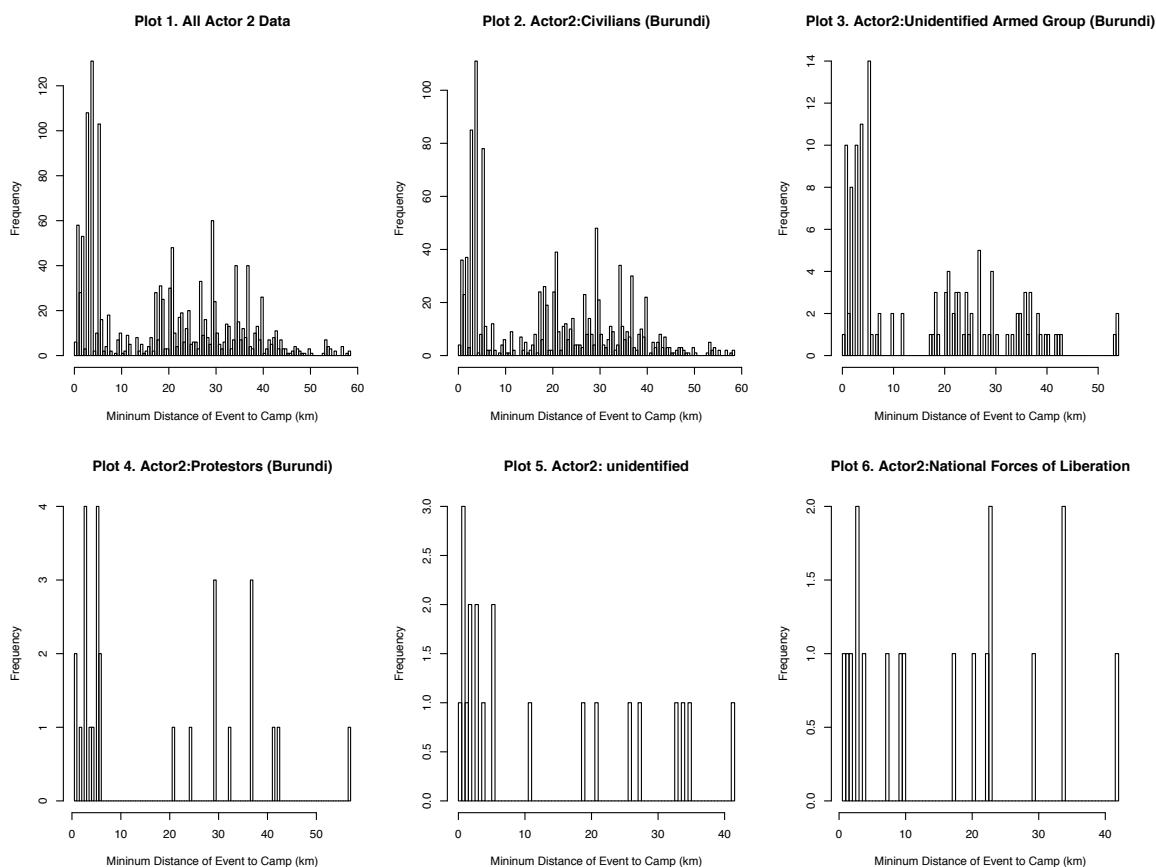 Plot 1. All Actor 2 Data
Frequency
0 20 40 60 80 100 120
0 10 20 30 40 50 60
Mininum Distance of Event to Camp (km)
Plot 2. Actor2:Civilians (Burundi)
Frequency
0 20 40 60 80 100
0 10 20 30 40 50 60
Mininum Distance of Event to Camp (km)
Plot 3. Actor2:Unidentified Armed Group (Burundi)
Frequency
0 2 4 6 8 10 12 14
0 10 20 30 40 50
Mininum Distance of Event to Camp (km)
Plot 4. Actor2:Protestors (Burundi)
Frequency
0 1 2 3 4
0 10 20 30 40 50
Mininum Distance of Event to Camp (km)
Plot 5. Actor2: unidentified
Frequency
0.0 0.5 1.0 1.5 2.0 2.5 3.0
0 10 20 30 40
Mininum Distance of Event to Camp (km)
Plot 6. Actor2:National Forces of Liberation
Frequency
0.0 0.5 1.0 1.5 2.0
0 10 20 30 40
Mininum Distance of Event to Camp (km)